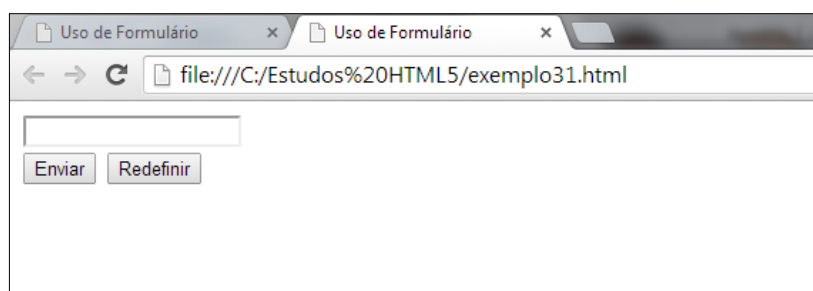 Uso de Formulário × Uso de Formulário ×
file:///C:/Estudos%20HTML5/exemplo31.html
Enviar Redefinir